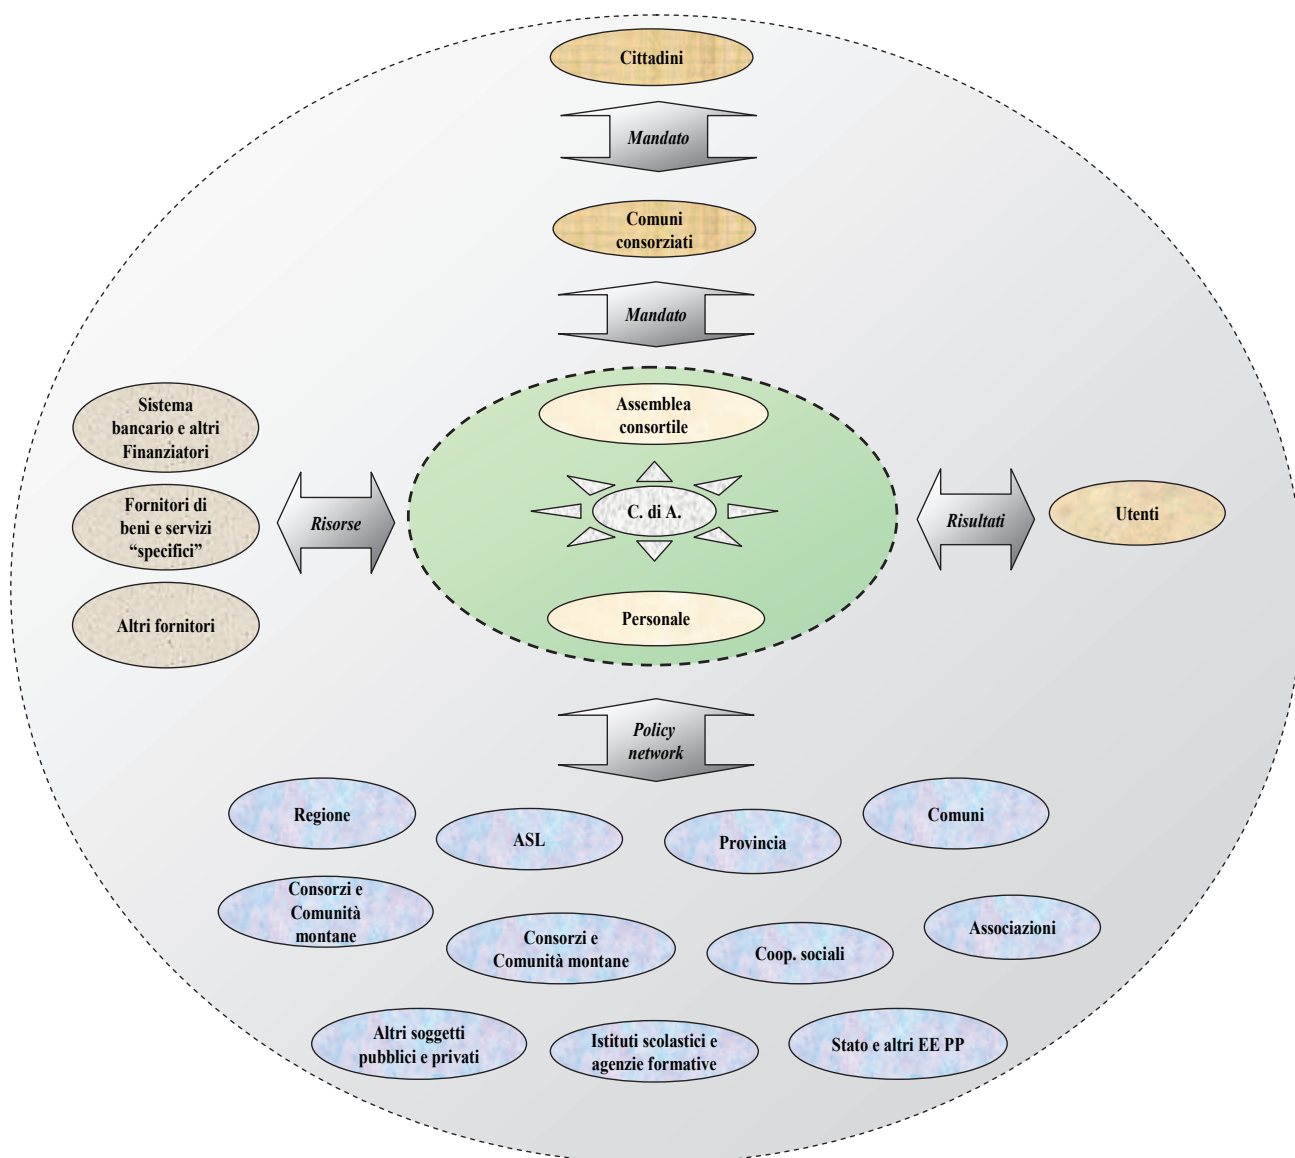 Cittadini
Mandato
Comuni
consorziati
Mandato
Assemblea
consortile
Sistema
bancario e altri
Finanziatori
Fornitori di
beni e servizi
“specifici”
Altri fornitori
Risorse
C. di A.
Personale
Risultati
Utenti
Policy
network
Regione
ASL
Provincia
Comuni
Consorzi e
Comunità
montane
Consorzi e
Comunità montane
Coop. sociali
Associazioni
Altri soggetti
pubblici e privati
Istituti scolastici e
agenzie formative
Stato e altri EE PP